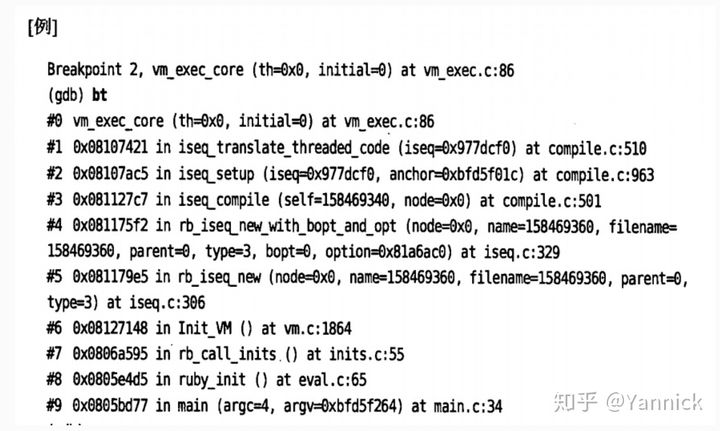 [例]
Breakpoint 2, vm_exec_core (th=0x0, initial=0) at vm_exec.c:86
(gdb) bt
#0 vm_exec_core (th=0x0, initial=0) at vm_exec.c:86
#1 0x08107421 in iseq_translate_threaded_code (iseq=0x977dcf0) at compile.c:510
#2 0x08107ac5 in iseq_setup (iseq=0x977dcf0, anchor=0xbfd5f01c) at compile.c:963
#3 0x081127c7 in iseq_compile (self=158469340, node=0x0) at compile.c:501
#4 0x081175f2 in rb_iseq_new_with_bopt_and_opt (node=0x0, name=158469360, filename=
158469360, parent=0, type=3, bopt=0, option=0x81a6ac0) at iseq.c:329
#5 0x081179e5 in rb_iseq_new (node=0x0, name=158469360, filename=158469360, parent=0,
type=3) at iseq.c:306
#6 0x08127148 in Init_VM () at vm.c:1864
#7 0x0806a595 in rb_call_inits () at inits.c:55
#8 0x0805e4d5 in ruby_init () at eval.c:65
#9 0x0805bd77 in main (argc=4, argv=0xbfd5f264) at main.c:34
知乎 @Yannick